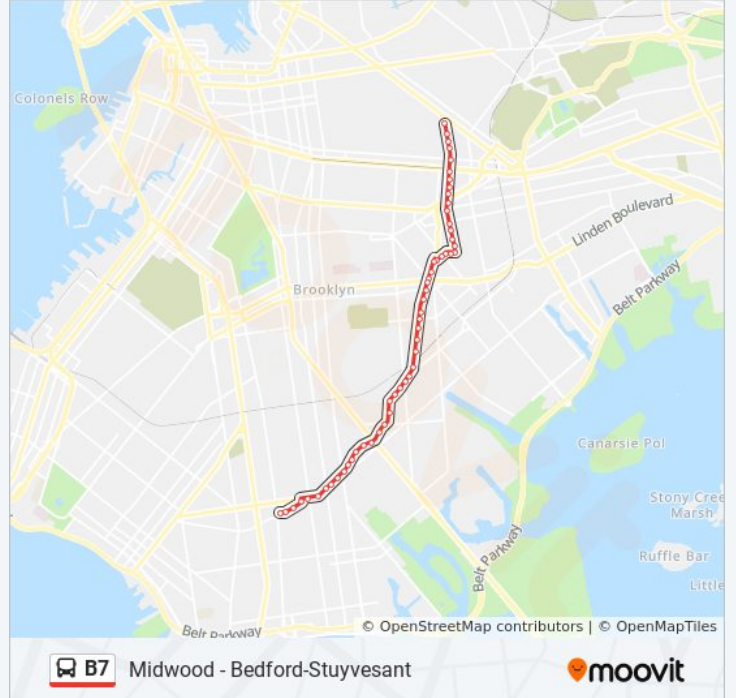 Colonels Row
Linden Boulevard
Brooklyn
Belt Parkway
Canarsie Pol
Stony Cree
Marsh
Ruffle Bar
Little
Belt Parkway
Belt Parkway
© OpenStreetMap contributors | © OpenMapTiles
B7 Midwood - Bedford-Stuyvesant
moovit